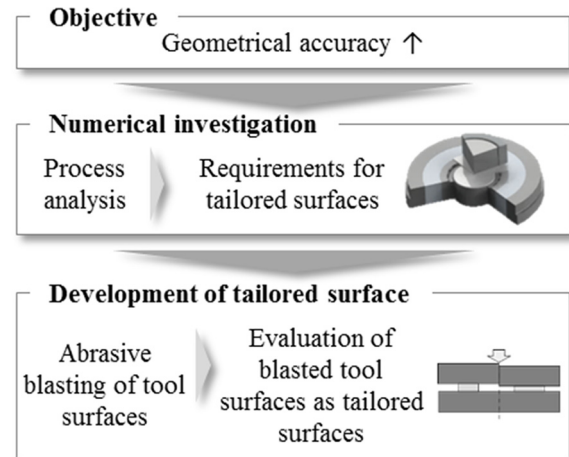 Objective
Geometrical accuracy ↑
Numerical investigation
Process
analysis
Requirements for
tailored surfaces
Development of tailored surface
Abrasive
blasting of tool
surfaces
Evaluation of
blasted tool
surfaces as tailored
surfaces